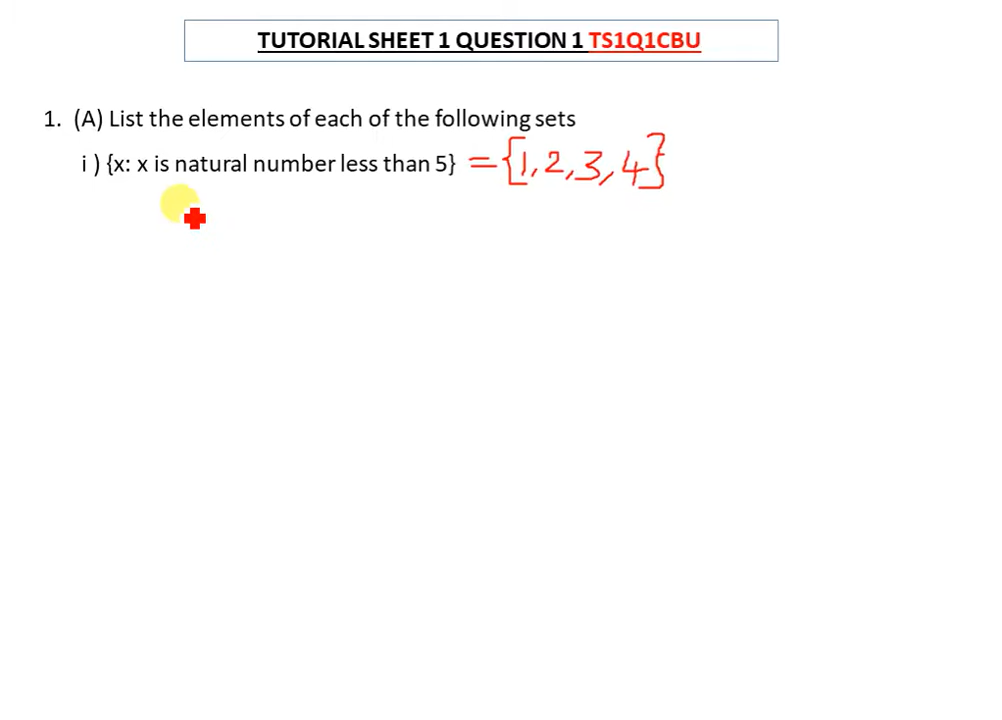 TUTORIAL SHEET 1 QUESTION 1 TS1Q1CBU
1. (A) List the elements of each of the following sets
i ) {x: x is natural number less than 5} = {1, 2, 3, 4}